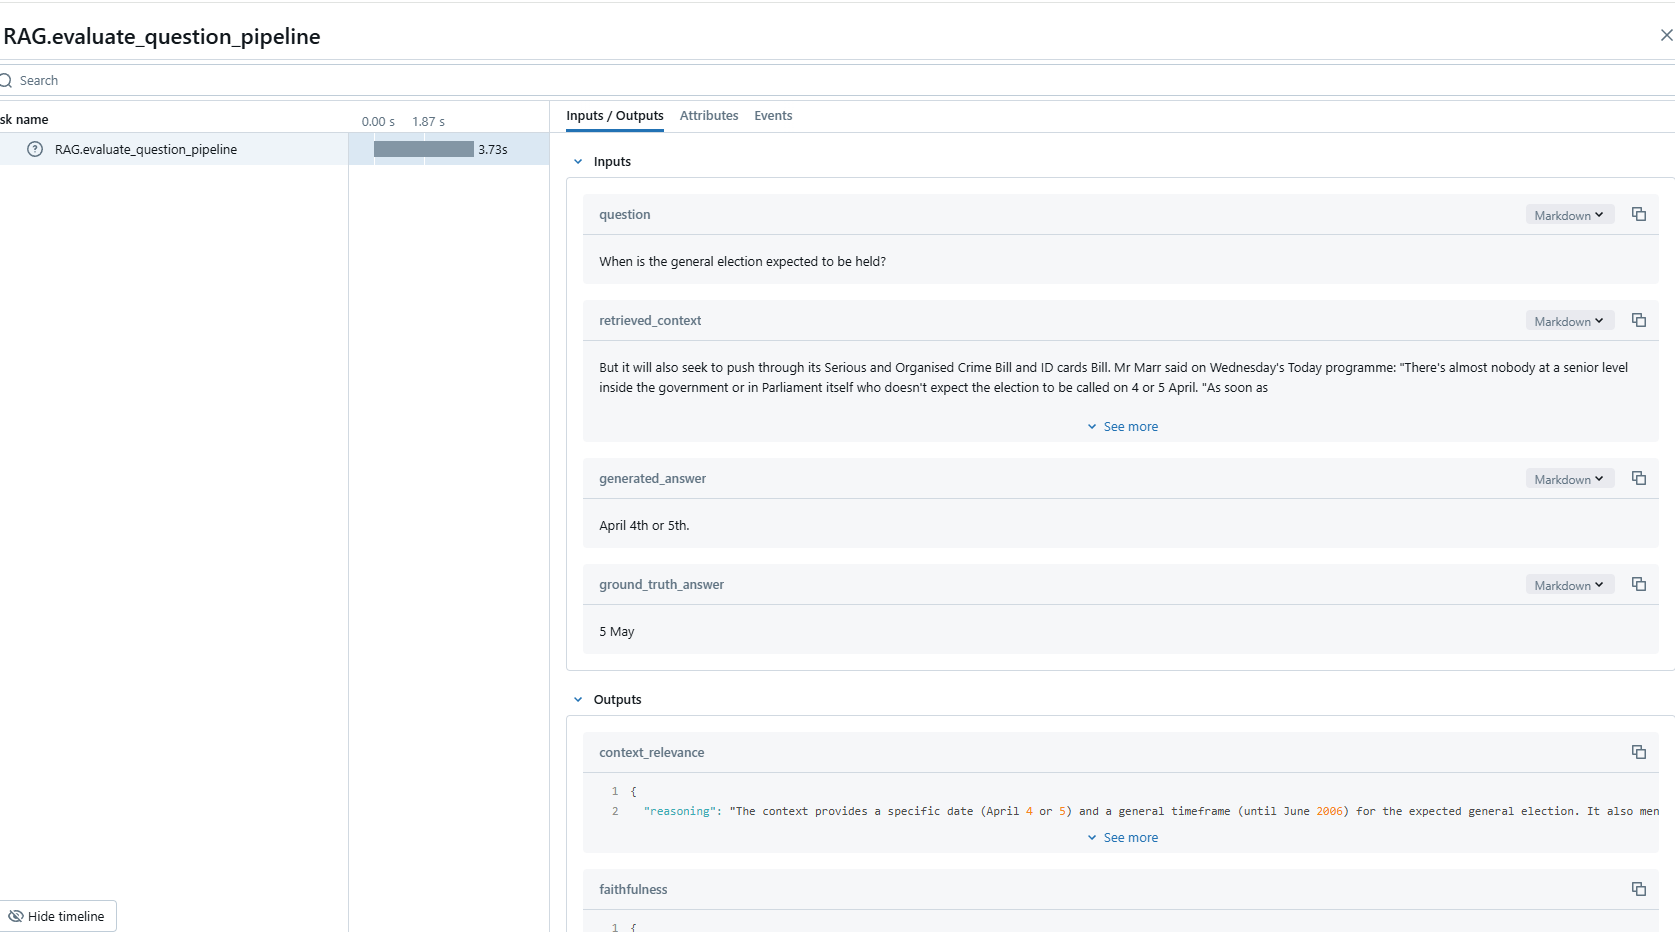 RAG.evaluate_question_pipeline
Search
sk name
0.00 s 1.87 s
RAG.evaluate_question_pipeline
3.73s
Inputs / Outputs Attributes Events
Inputs
question Markdown
When is the general election expected to be held?
retrieved_context Markdown
But it will also seek to push through its Serious and Organised Crime Bill and ID cards Bill. Mr Marr said on Wednesday's Today programme: "There's almost nobody at a senior level
inside the government or in Parliament itself who doesn't expect the election to be called on 4 or 5 April. "As soon as
See more
generated_answer Markdown
April 4th or 5th.
ground_truth_answer Markdown
5 May
Outputs
context_relevance
1 {
2 "reasoning": "The context provides a specific date (April 4 or 5) and a general timeframe (until June 2006) for the expected general election. It also men
See more
faithfulness
1 {
Hide timeline